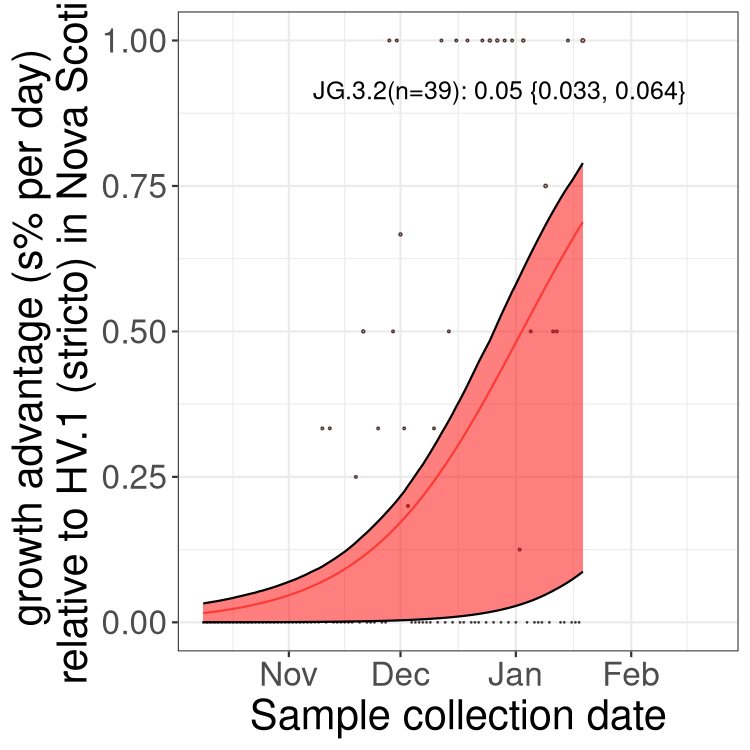 growth advantage (s% per day)
relative to HV.1 (stricto) in Nova Scoti
1.00
JG.3.2(n=39): 0.05 {0.033, 0.064}
0.75
0.50
0.25
0.00
Nov Dec Jan Feb
Sample collection date